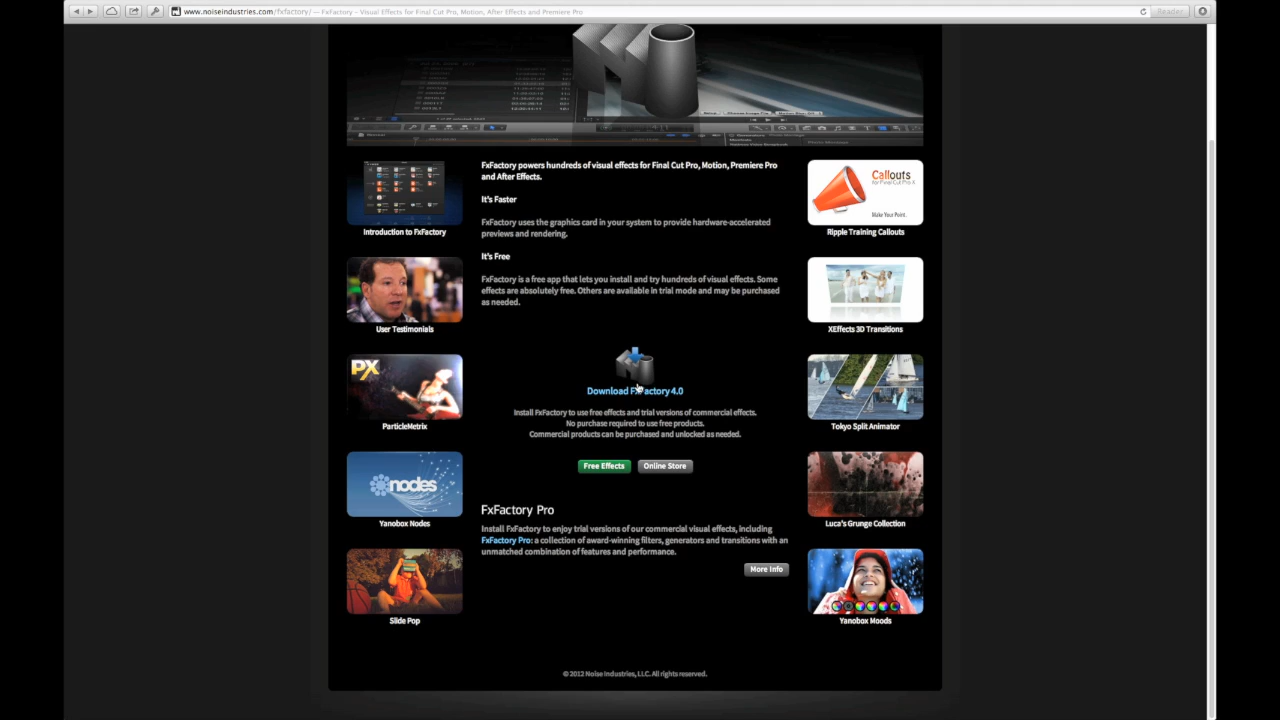 www.noiseindustries.com/fxfactory/ — FxFactory - Visual Effects for Final Cut Pro, Motion, After Effects and Premiere Pro
Reader
Introduction to FxFactory
User Testimonials
PX
ParticleMetrix
nodes
Yanobox Nodes
Slide Pop
FxFactory powers hundreds of visual effects for Final Cut Pro, Motion, Premiere Pro
and After Effects.
It's Faster
FxFactory uses the graphics card in your system to provide hardware-accelerated
previews and rendering.
It's Free
FxFactory is a free app that lets you install and try hundreds of visual effects. Some
effects are absolutely free. Others are available in trial mode and may be purchased
as needed.
Download FxFactory 4.0
Install FxFactory to use free effects and trial versions of commercial effects.
No purchase required to use free products.
Commercial products can be purchased and unlocked as needed.
Free Effects
Online Store
FxFactory Pro
Install FxFactory to enjoy trial versions of our commercial visual effects, including
FxFactory Pro: a collection of award-winning filters, generators and transitions with an
unmatched combination of features and performance.
More Info
Callouts
for Final Cut Pro X
Make Your Point.
Ripple Training Callouts
XEffects 3D Transitions
Tokyo Split Animator
Luca's Grunge Collection
Yanobox Moods
© 2012 Noise Industries, LLC. All rights reserved.